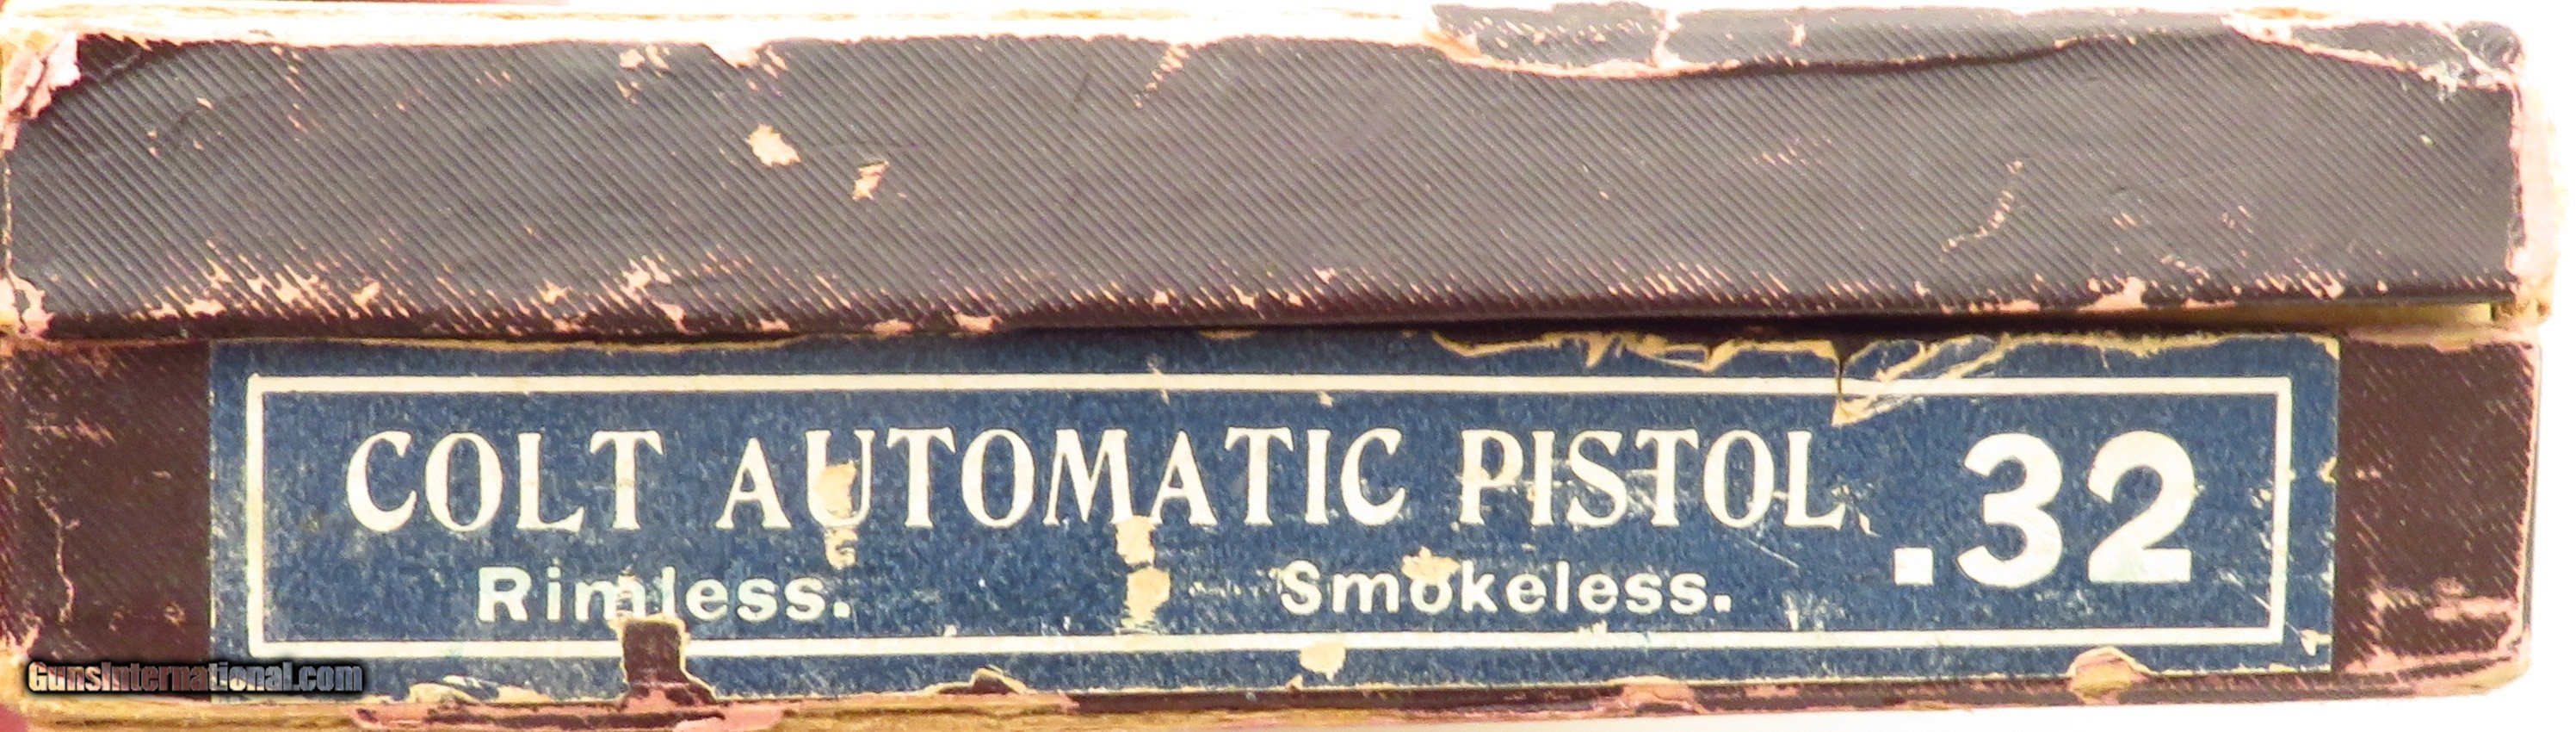 COLT AUTOMATIC PISTOL .32
Rimless. Smokeless.
GunsInternational.com